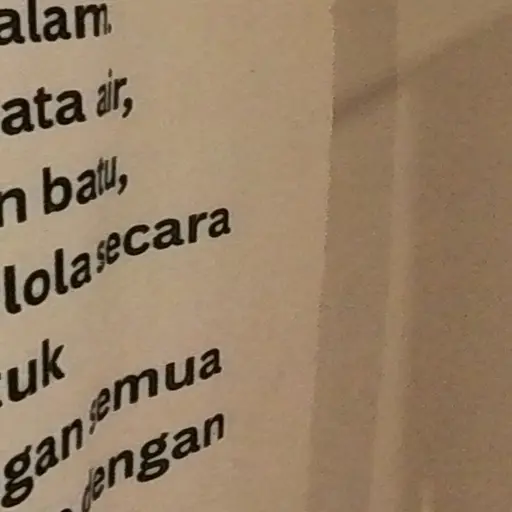 alam.
ata air,
n batu,
lola secara
tuk
gan semua
dengan